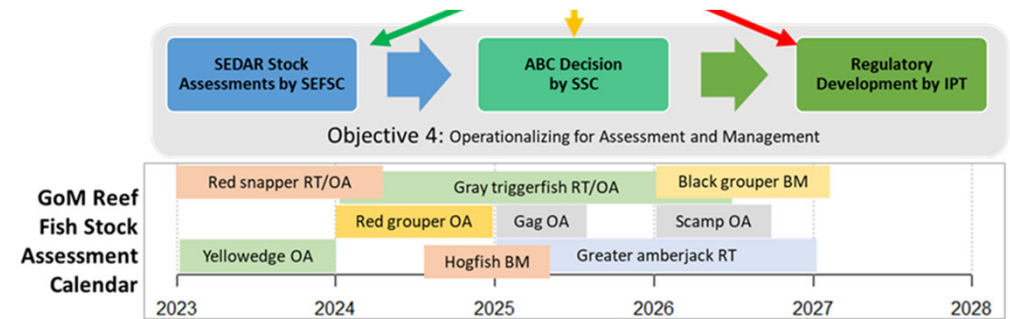 SEDAR Stock
Assessments by SEFSC
ABC Decision
by SSC
Regulatory
Development by IPT
Objective 4: Operationalizing for Assessment and Management
GoM Reef
Fish Stock
Assessment
Calendar
Red snapper RT/OA
Gray triggerfish RT/OA
Black grouper BM
Red grouper OA
Gag OA
Scamp OA
Yellowedge OA
Hogfish BM
Greater amberjack RT
2023
2024
2025
2026
2027
2028